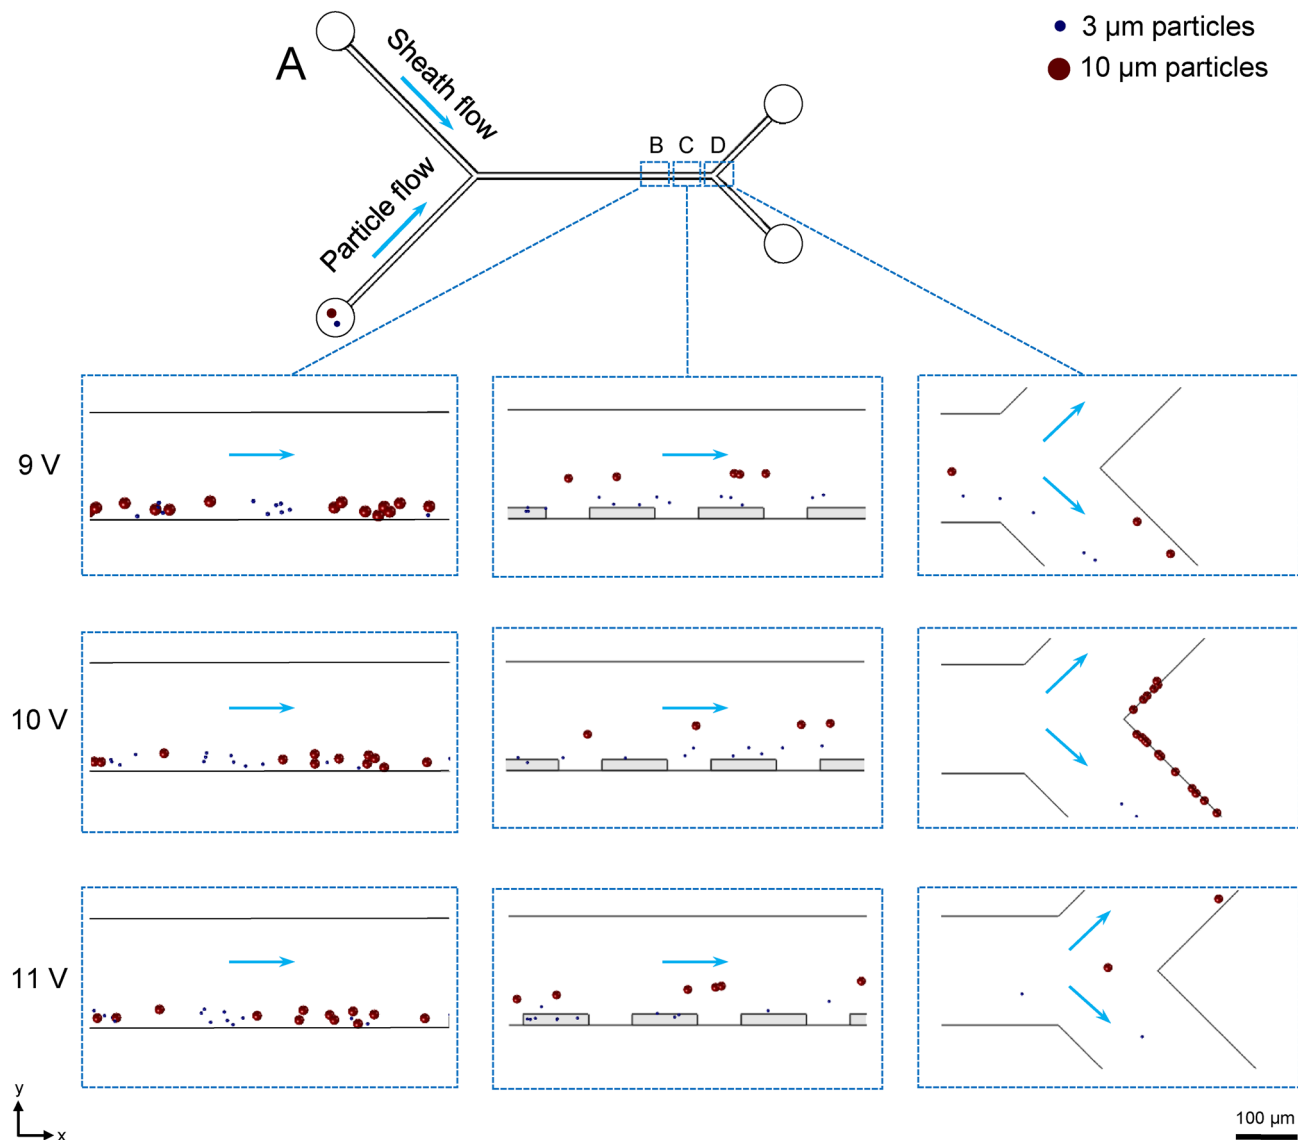 3 µm particles
10 µm particles
A
Sheath flow
Particle flow
B C D
9 V
10 V
11 V
y
x
100 µm